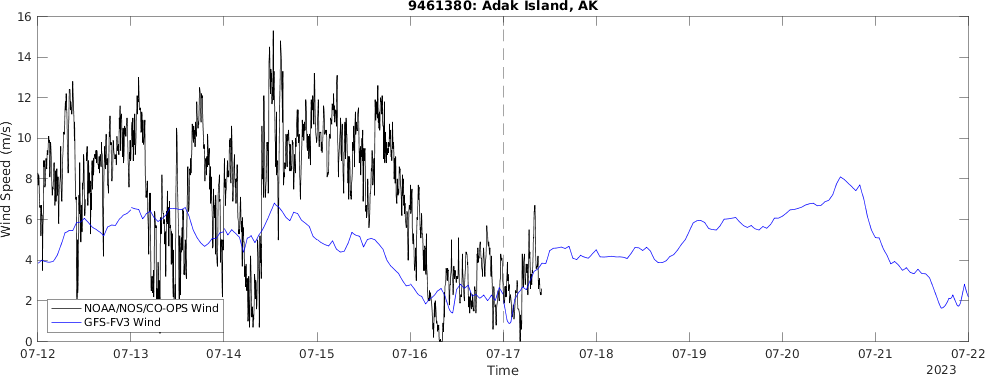 9461380: Adak Island, AK
Wind Speed (m/s)
16
14
12
10
8
6
4
2
0
NOAA/NOS/CO-OPS Wind
GFS-FV3 Wind
07-12 07-13 07-14 07-15 07-16 07-17 07-18 07-19 07-20 07-21 07-22
Time
2023